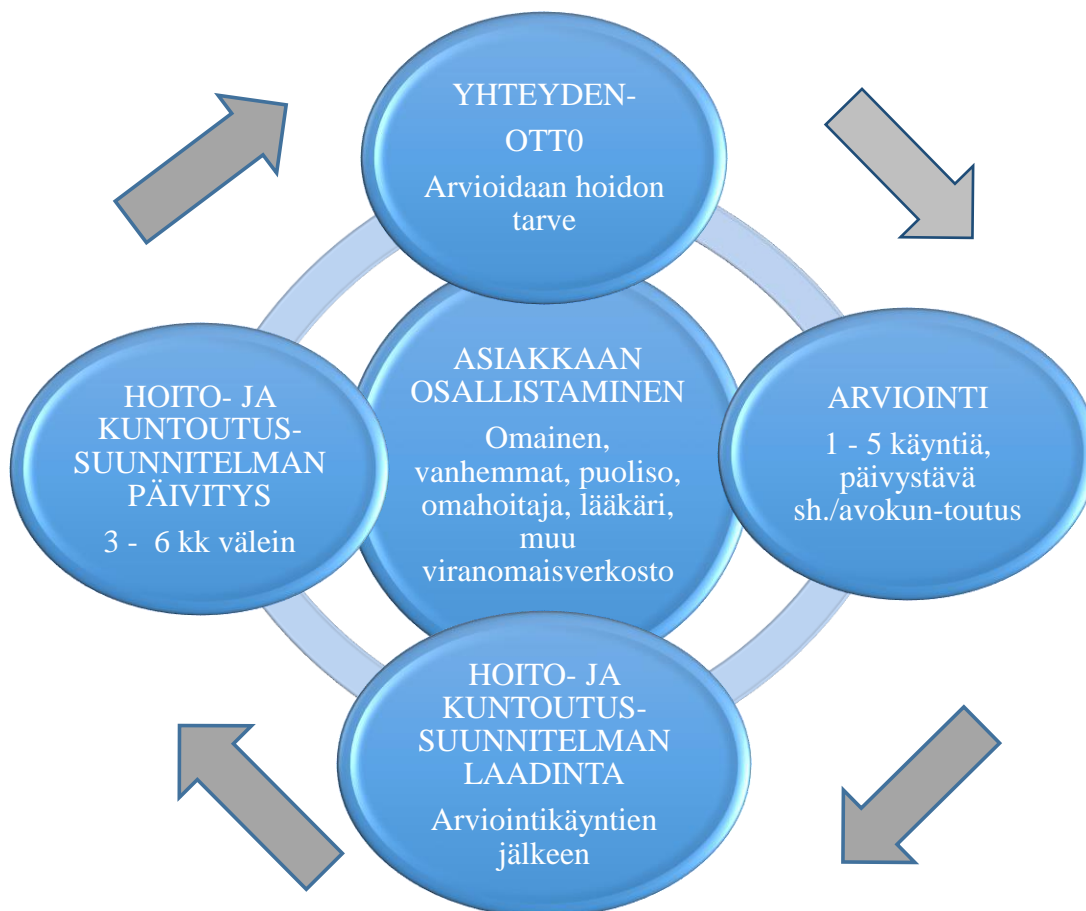 YHTEYDEN-
OTT0
Arvioidaan hoidon
tarve
ARVIOINTI
1 - 5 käyntiä,
päivystävä
sh./avokun-toutus
HOITO- JA
KUNTOUTUS-
SUUNNITELMAN
LAADINTA
Arviointikäyntien
jälkeen
HOITO- JA
KUNTOUTUS-
SUUNNITELMAN
PÄIVITYS
3 - 6 kk välein
ASIAKKAAN
OSALLISTAMINEN
Omainen,
vanhemmat, puoliso,
omahoitaja, lääkäri,
muu
viranomaisverkosto